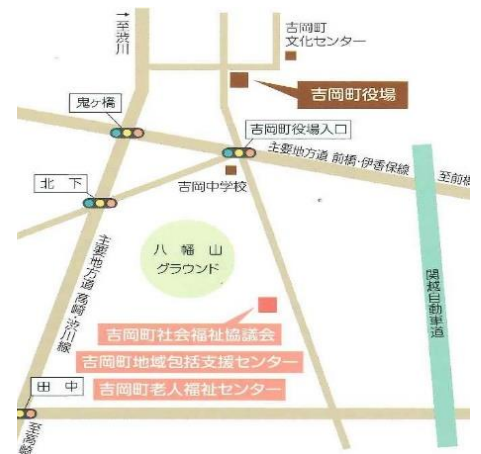 至渋川
吉岡町
文化センター
吉岡町役場
鬼ヶ橋
吉岡町役場入口
主要地方道 前橋・伊香保線
至前橋
吉岡中学校
北下
八幡山
グラウンド
主要地方道 高崎・渋川線
関越自動車道
吉岡町社会福祉協議会
吉岡町地域包括支援センター
吉岡町老人福祉センター
田中
至高崎